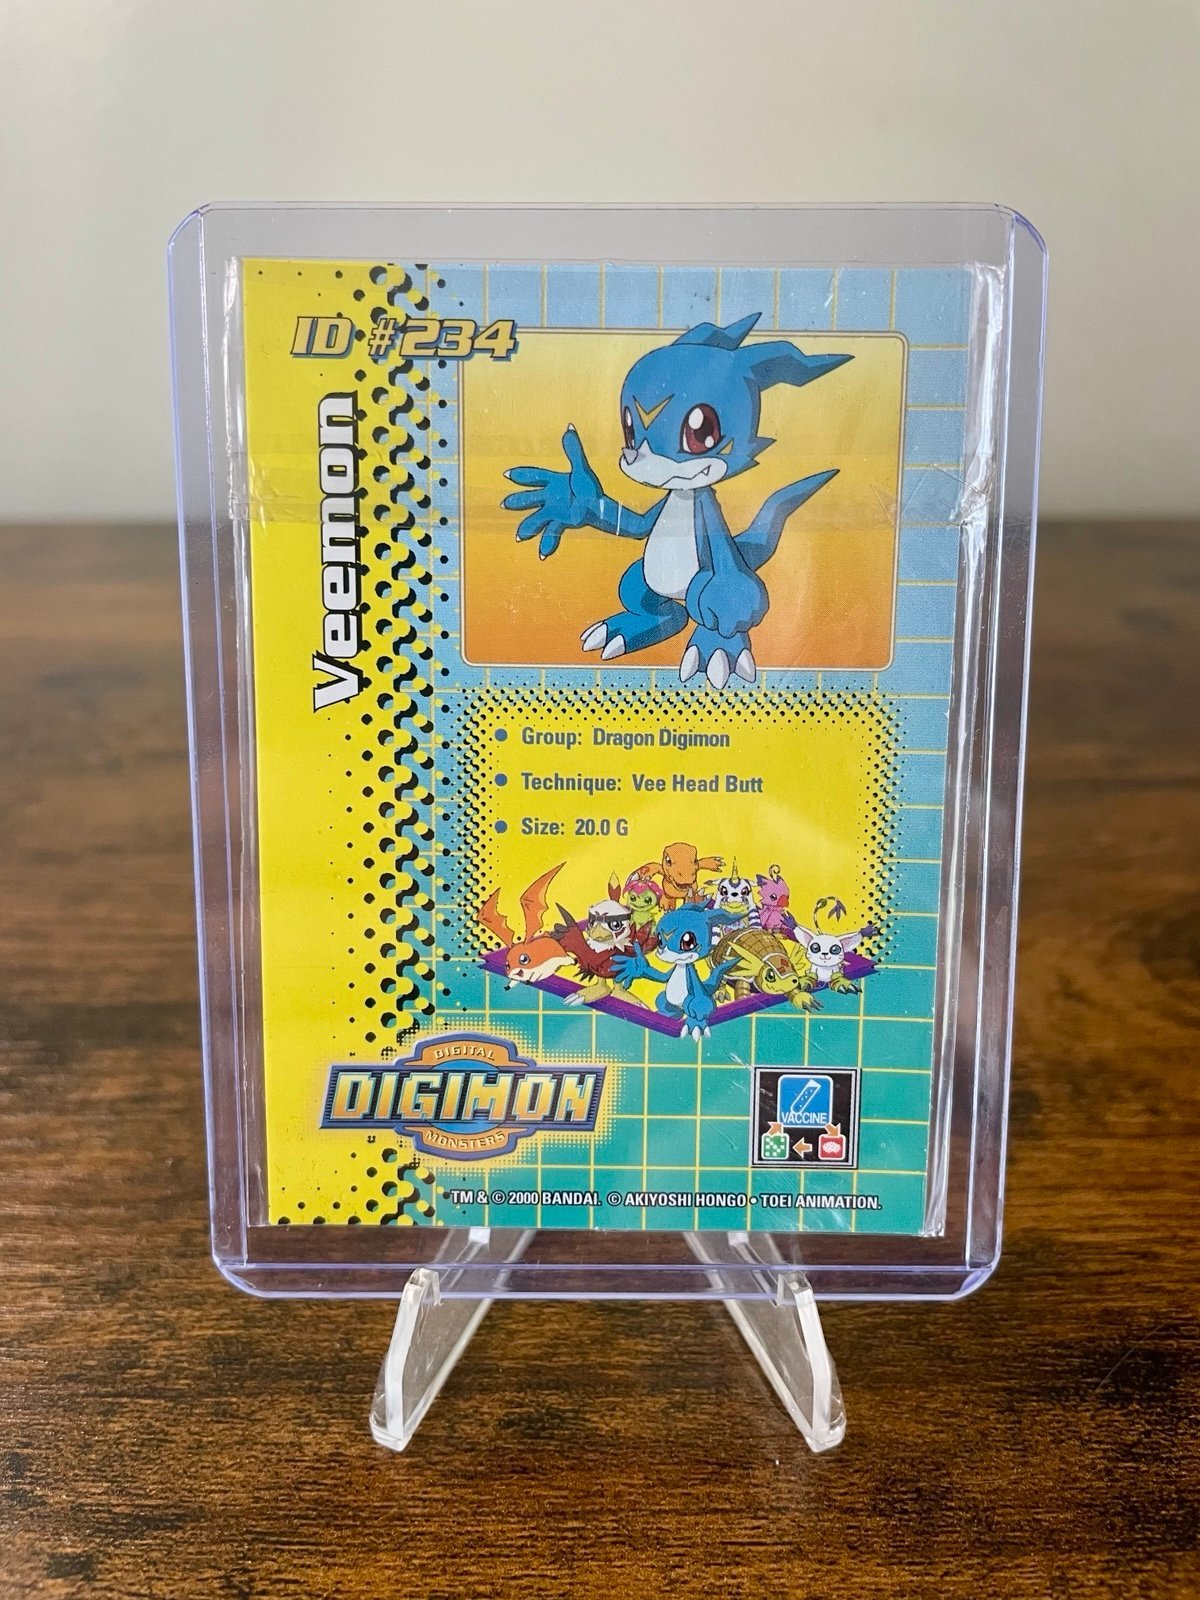 ID #234
Veemon
Group: Dragon Digimon
Technique: Vee Head Butt
Size: 20.0 G
DIGITAL
DIGIMON
MONSTERS
VACCINE
TM & © 2000 BANDAI. © AKIYOSHI HONGO • TOEI ANIMATION.